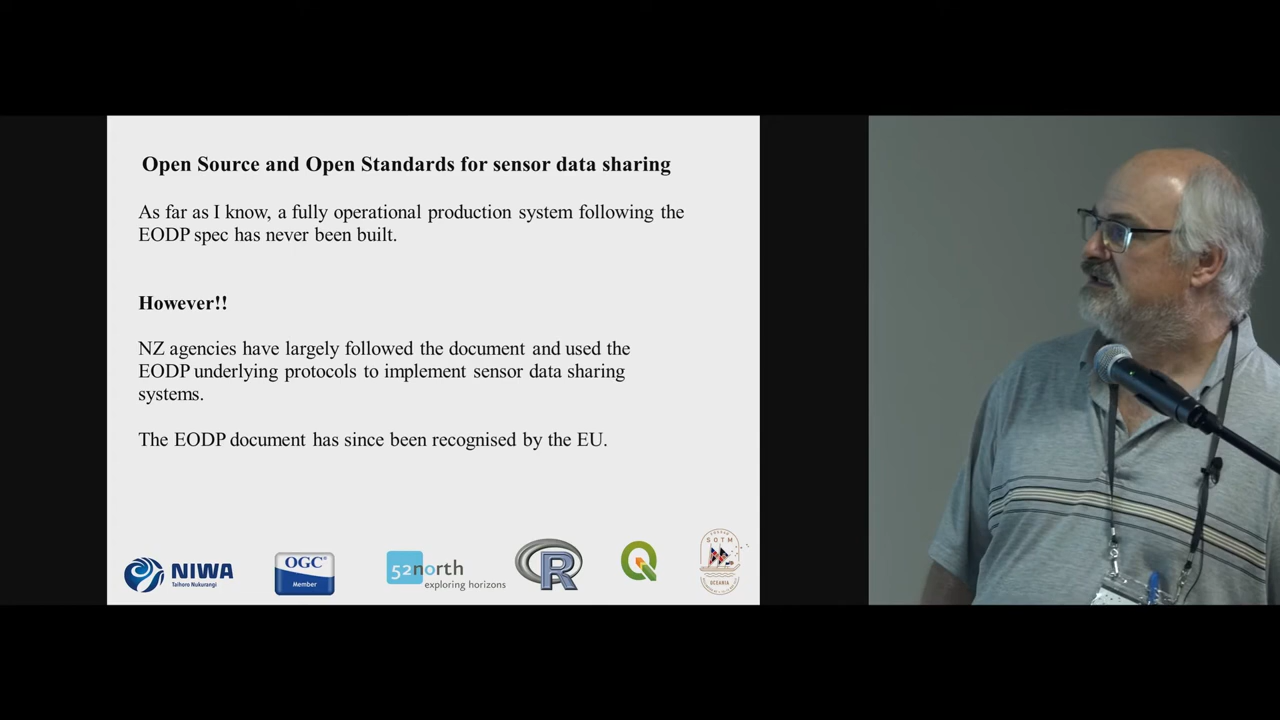 Open Source and Open Standards for sensor data sharing
As far as I know, a fully operational production system following the
EODP spec has never been built.
However!!
NZ agencies have largely followed the document and used the
EODP underlying protocols to implement sensor data sharing
systems.
The EODP document has since been recognised by the EU.
NIWA
Taihoro Nukurangi
OGC®
Member
52north
exploring horizons
R
Q
FOSS4G
SOTM
OCEANIA